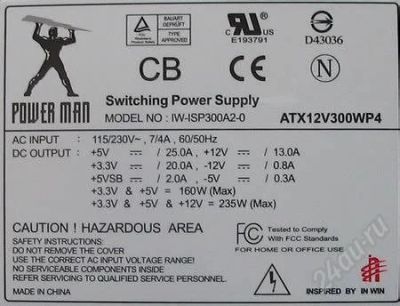 BAUART GEPRÜFT
TYPE APPROVED
C UL US
E193791
D43036
CB
CE
N
POWER MAN
Switching Power Supply
MODEL NO : IW-ISP300A2-0 ATX12V300WP4
AC INPUT : 115/230V~, 7/4A, 60/50Hz
DC OUTPUT : +5V / 25.0A, +12V / 13.0A
+3.3V / 20.0A, -12V / 0.8A
+5VSB / 2.0A, -5V / 0.3A
+3.3V & +5V = 160W (Max)
+3.3V & +5V & +12V = 235W (Max)
CAUTION ! HAZARDOUS AREA
SAFETY INSTRUCTIONS:
DO NOT REMOVE THE COVER
USE THE CORRECT AC INPUT VOLTAGE RANGE!
NO SERVICEABLE COMPONENTS INSIDE
REFER SERVICING TO QUALIFIED SERVICE PERSONNEL.
MADE IN CHINA
FC Tested to Comply
With FCC Standards
FOR HOME OR OFFICE USE
INSPIRED BY IN WIN
24au.ru